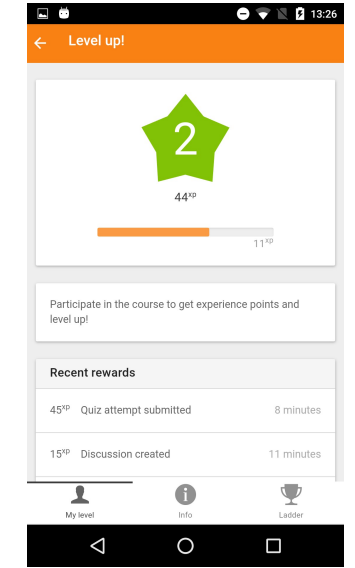 13:26
Level up!
2
44xp
11xp
Participate in the course to get experience points and
level up!
Recent rewards
45xp Quiz attempt submitted 8 minutes
15xp Discussion created 11 minutes
My level Info Ladder